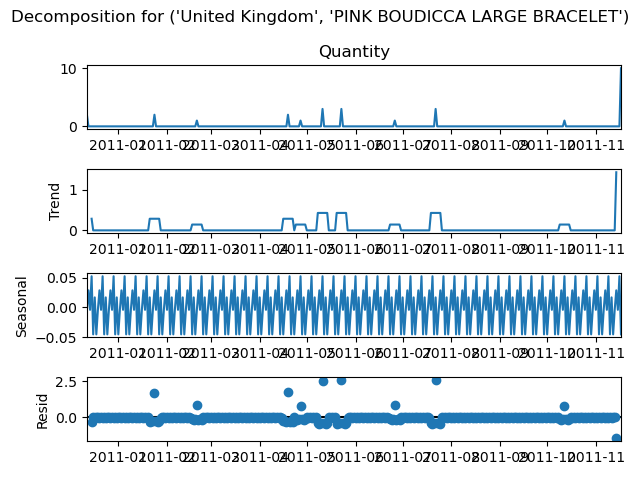 Decomposition for ('United Kingdom', 'PINK BOUDICCA LARGE BRACELET')
Quantity
10
0
2011-01 2011-02 2011-03 2011-04 2011-05 2011-06 2011-07 2011-08 2011-09 2011-10 2011-11
Trend
1
0
2011-01 2011-02 2011-03 2011-04 2011-05 2011-06 2011-07 2011-08 2011-09 2011-10 2011-11
Seasonal
0.05
0.00
−0.05
2011-01 2011-02 2011-03 2011-04 2011-05 2011-06 2011-07 2011-08 2011-09 2011-10 2011-11
Resid
2.5
0.0
2011-01 2011-02 2011-03 2011-04 2011-05 2011-06 2011-07 2011-08 2011-09 2011-10 2011-11